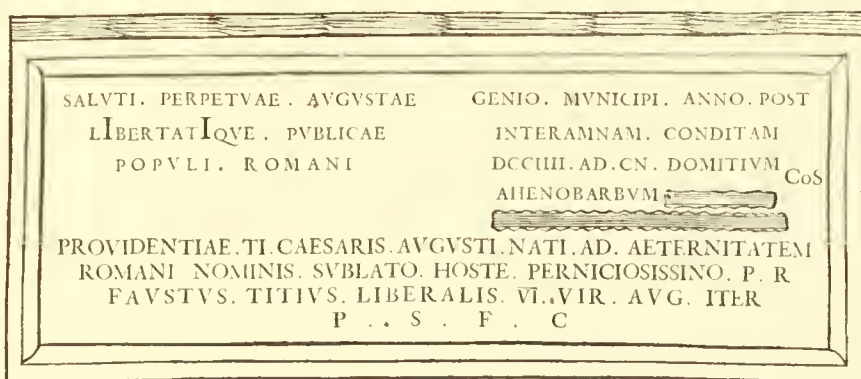 SALVTI. PERPETVAE. AVGVSTAE
LIBERTATIQVE. PVBLICAE
POPVLI. ROMANI
GENIO. MVNICIPI. ANNO. POST
INTERAMNAM. CONDITAM
DCCIIII. AD. CN. DOMITIVM
AHENOBARBVM
CoS
PROVIDENTIAE. TI. CAESARIS. AVGVSTI. NATI. AD. AETERNITATEM
ROMANI NOMINIS. SVBLATO. HOSTE. PERNICIOSISSINO. P. R
FAVSTVS. TITIVS. LIBERALIS. VI..VIR. AVG. ITER
P . . S . F . C